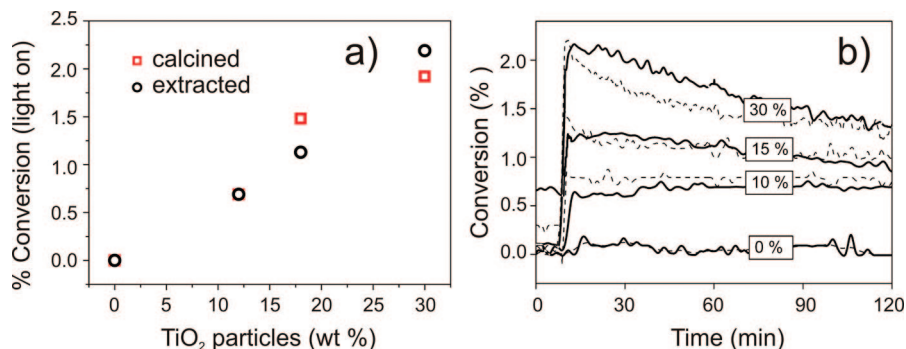 a)
calcined
extracted
% Conversion (light on)
2.5
2.0
1.5
1.0
0.5
0.0
0 5 10 15 20 25 30
TiO₂ particles (wt %)
b)
Conversion (%)
2.0
1.5
1.0
0.5
0.0
30 %
15 %
10 %
0 %
0 30 60 90 120
Time (min)